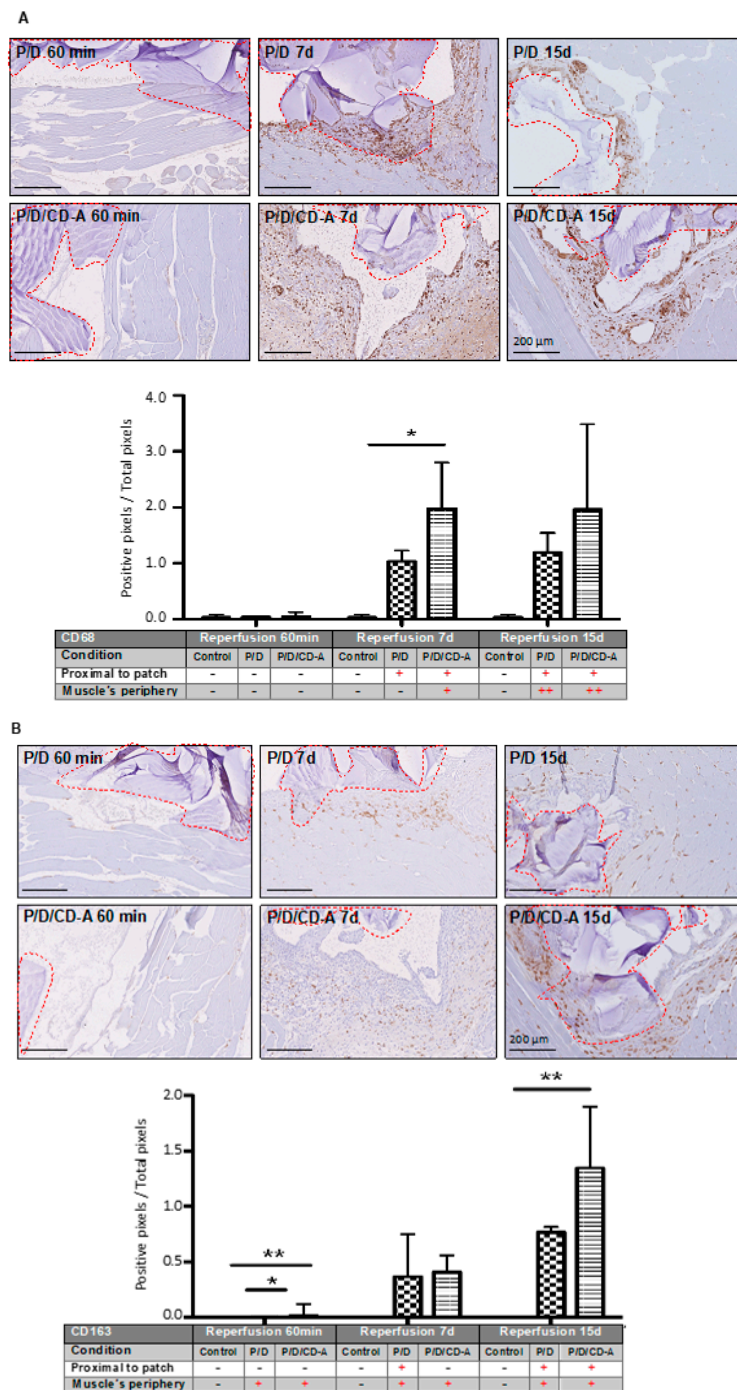 A
P/D 60 min
P/D 7d
P/D 15d
P/D/CD-A 60 min
P/D/CD-A 7d
P/D/CD-A 15d
200 µm
Positive pixels / Total pixels
4.0
3.0
2.0
1.0
0.0
*
CD68 Reperfusion 60min Reperfusion 7d Reperfusion 15d
Condition Control P/D P/D/CD-A Control P/D P/D/CD-A Control P/D P/D/CD-A
Proximal to patch - - - - + + - + +
Muscle's periphery - - - - - + - ++ ++
B
P/D 60 min
P/D 7d
P/D 15d
P/D/CD-A 60 min
P/D/CD-A 7d
P/D/CD-A 15d
200 µm
Positive pixels / Total pixels
2.0
1.5
1.0
0.5
0.0
**
*
**
CD163 Reperfusion 60min Reperfusion 7d Reperfusion 15d
Condition Control P/D P/D/CD-A Control P/D P/D/CD-A Control P/D P/D/CD-A
Proximal to patch - - - - + - - + +
Muscle's periphery - + + - + + - + +